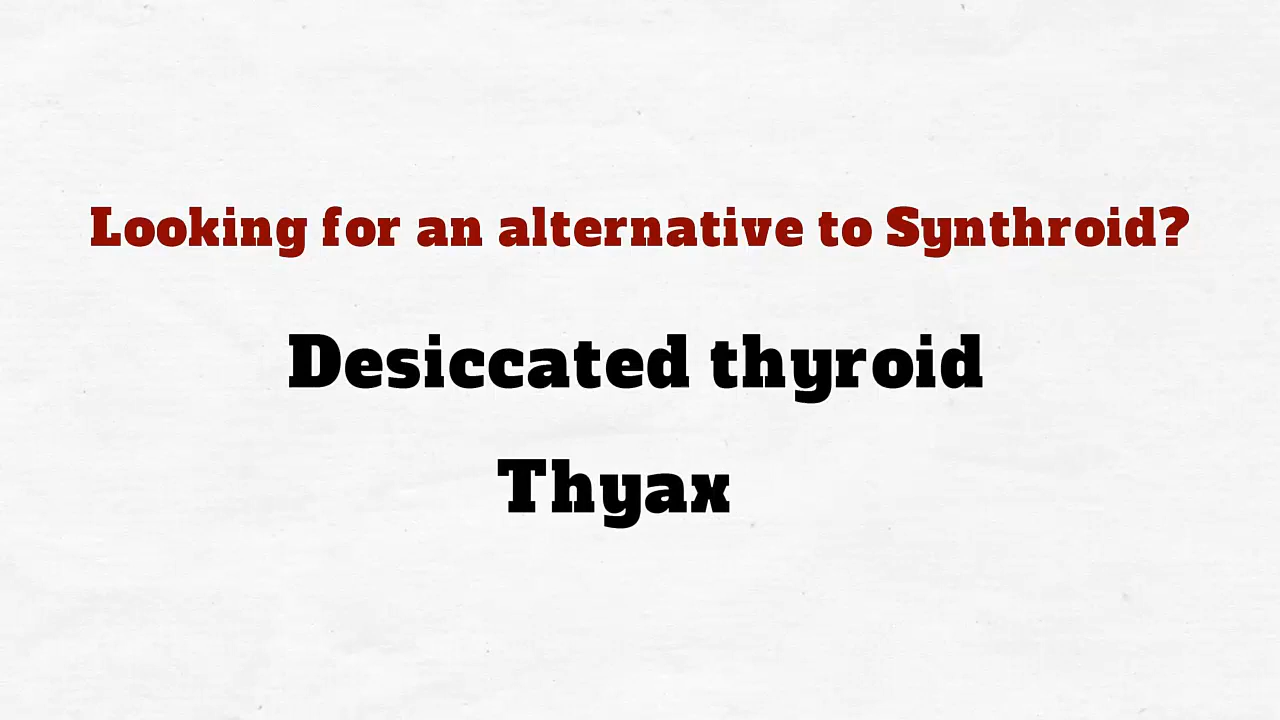 Looking for an alternative to Synthroid?
Desiccated thyroid
Thyax